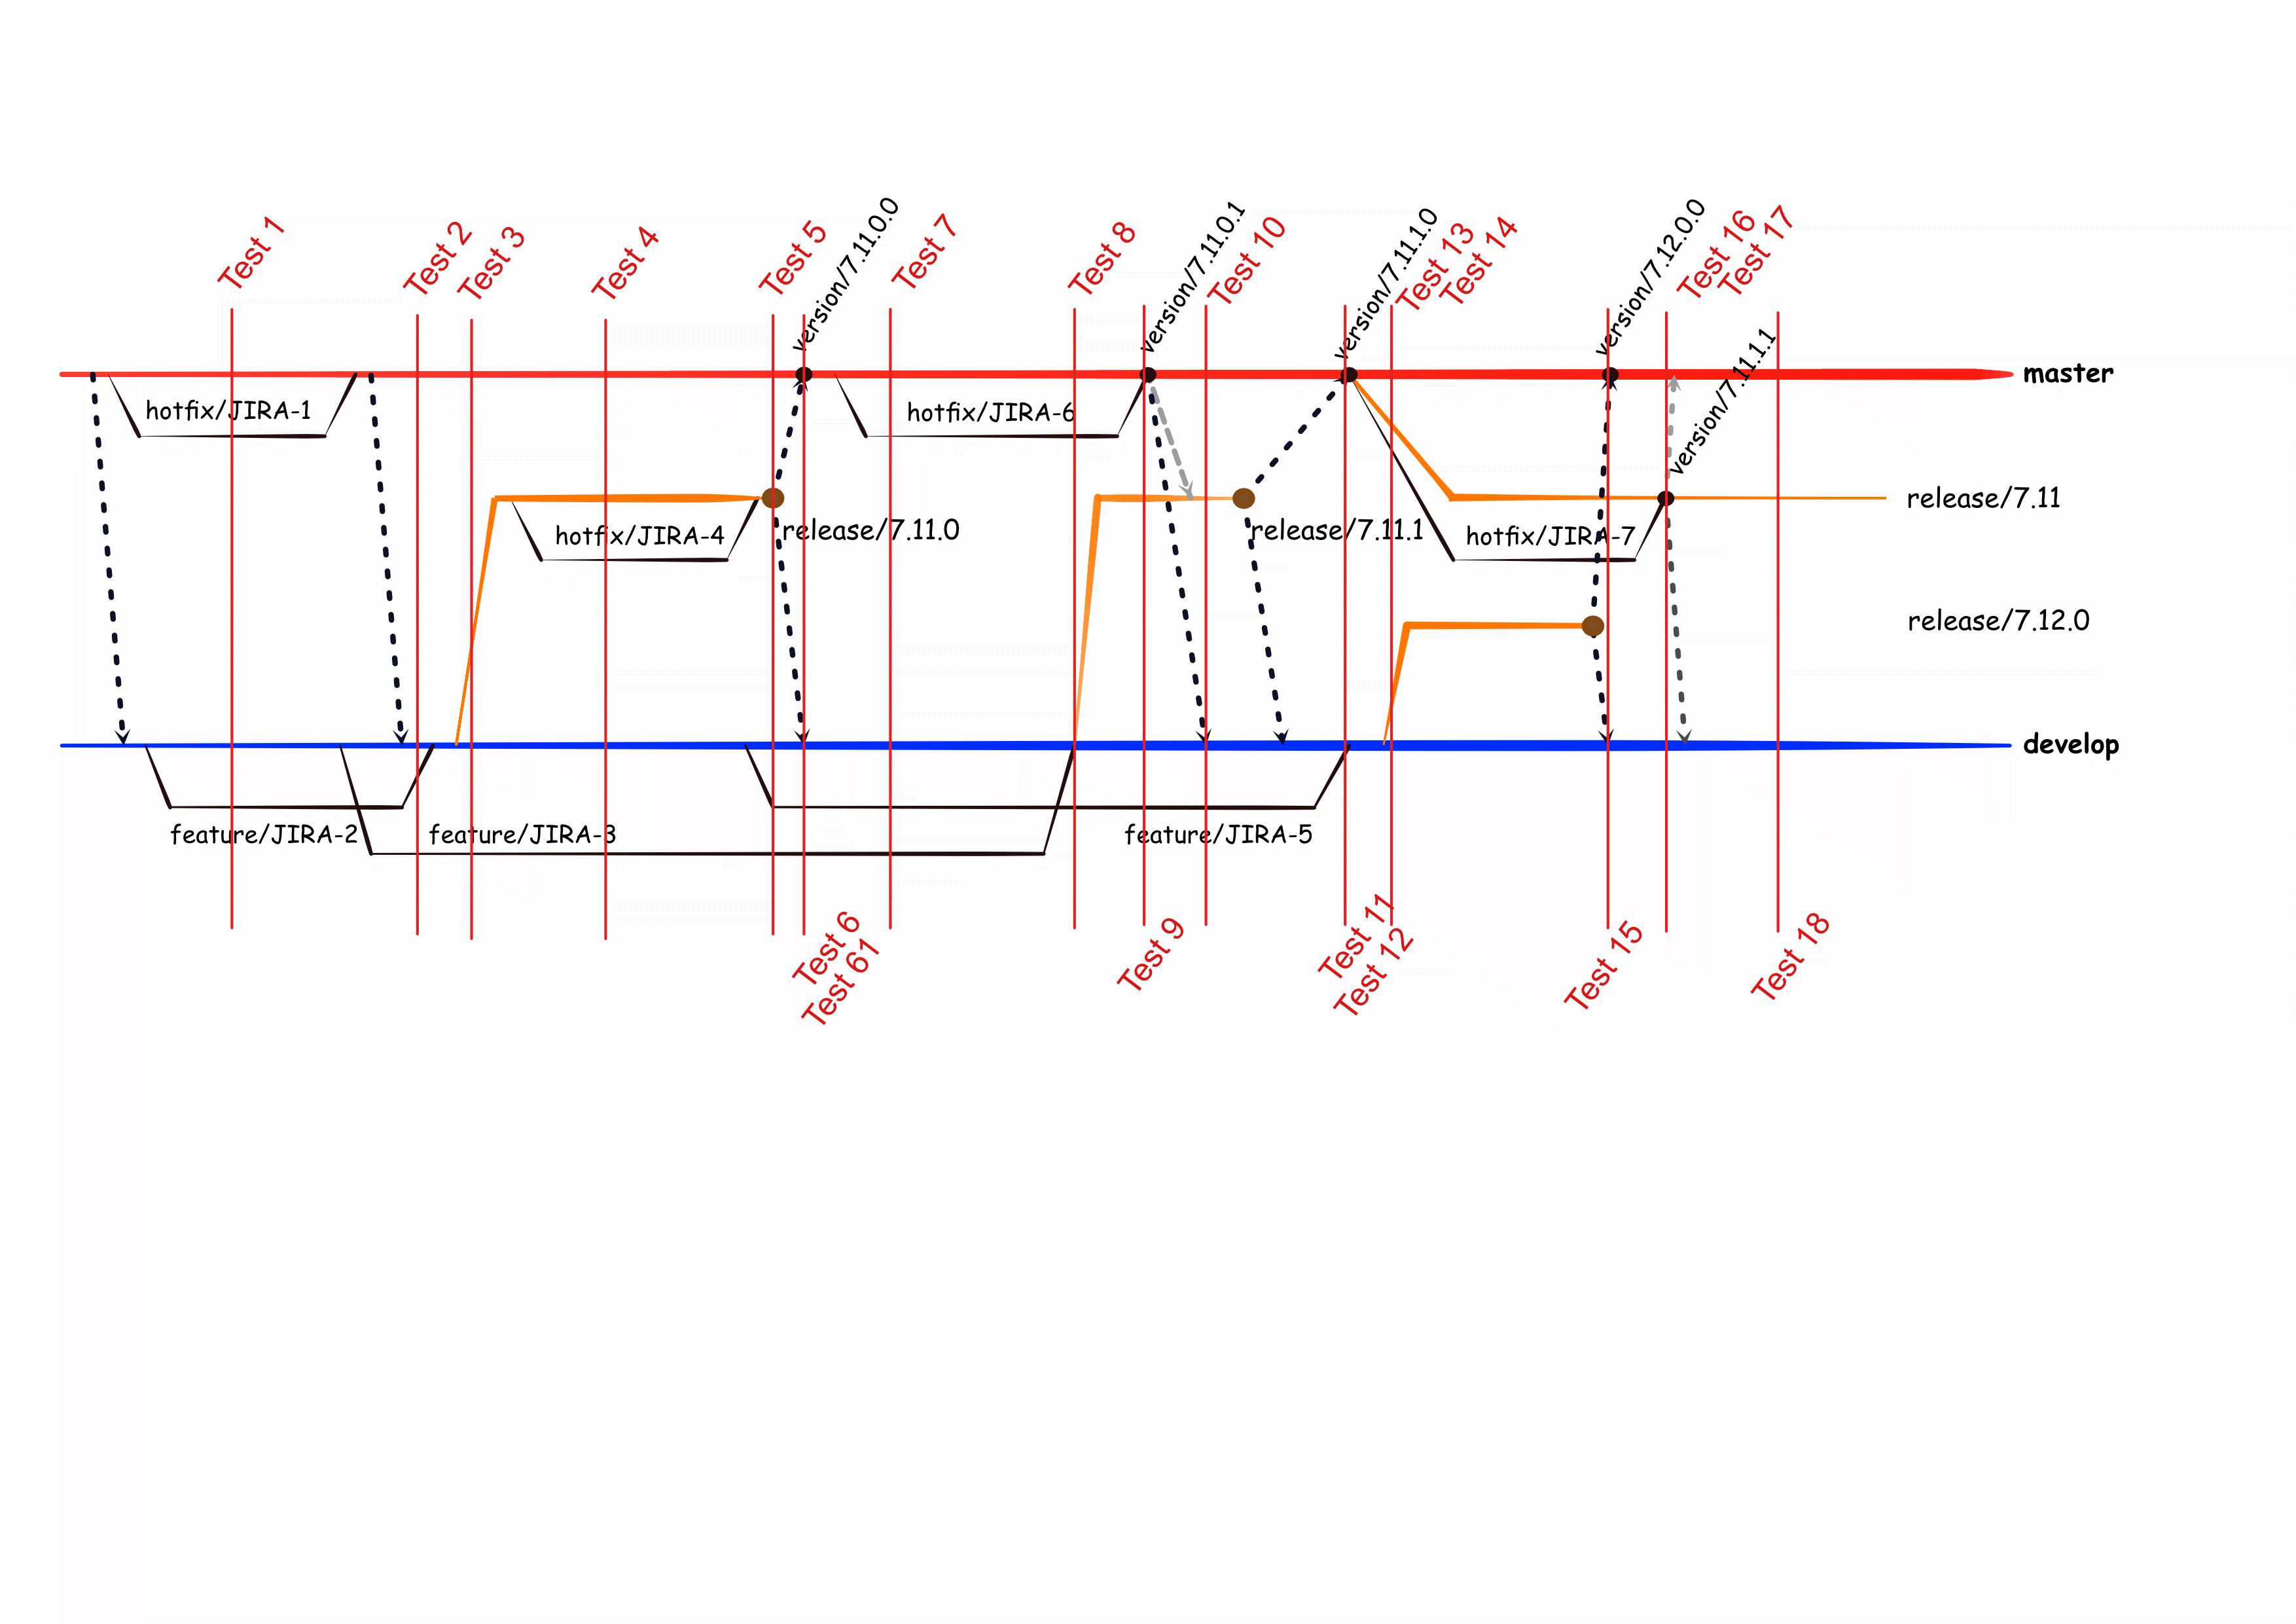 Test 1
Test 2
Test 3
Test 4
Test 5
version/7.11.0.0
Test 7
Test 8
version/7.11.0.1
Test 10
version/7.11.1.0
Test 13
Test 14
version/7.12.0.0
Test 16
Test 17
version/7.11.1.1
master
hotfix/JIRA-1
hotfix/JIRA-6
release/7.11
hotfix/JIRA-4
release/7.11.0
release/7.11.1
hotfix/JIRA-7
release/7.12.0
develop
feature/JIRA-2
feature/JIRA-3
feature/JIRA-5
Test 6
Test 61
Test 9
Test 11
Test 12
Test 15
Test 18